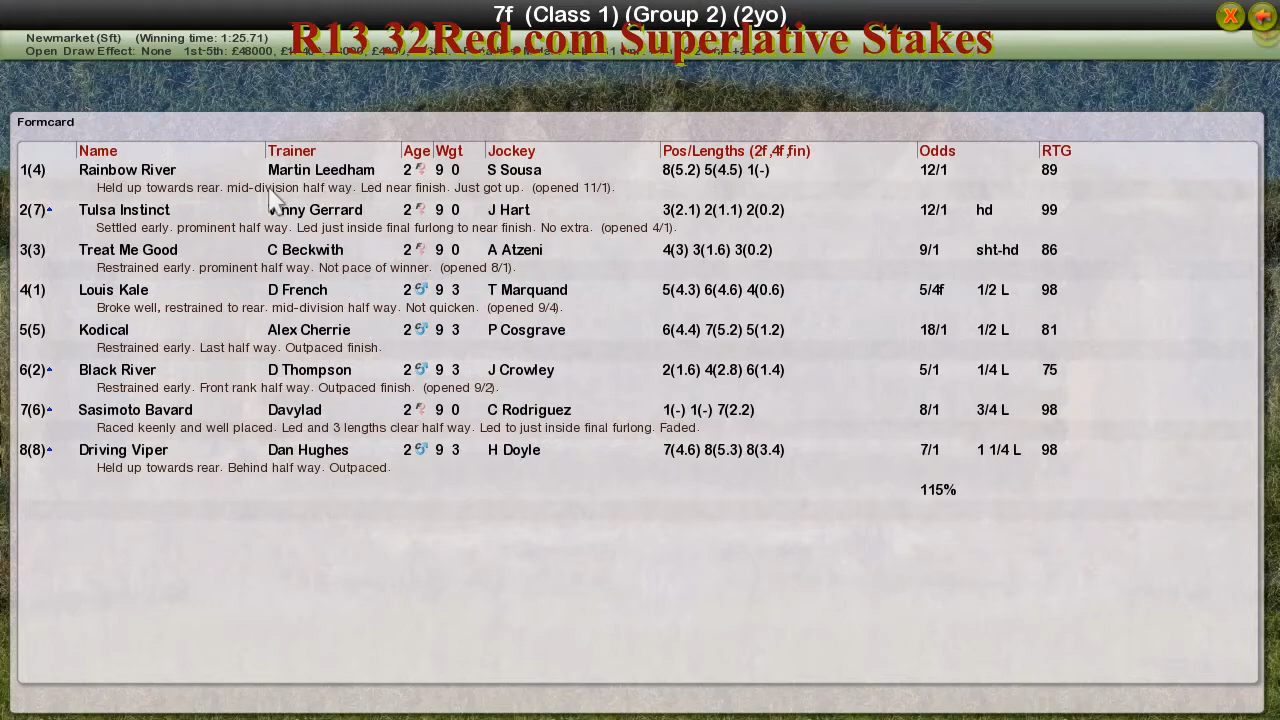 7f (Class 1) (Group 2) (2yo)
R13 32Red.com Superlative Stakes
Newmarket (Sft) (Winning time: 1:25.71)
Open Draw Effect: None 1st-5th: £48000,
Formcard
Name Trainer Age Wgt Jockey Pos/Lengths (2f,4f,fin) Odds RTG
1(4) Rainbow River Martin Leedham 2 9 0 S Sousa 8(5.2) 5(4.5) 1(-) 12/1 89
Held up towards rear. mid-division half way. Led near finish. Just got up. (opened 11/1).
2(7) Tulsa Instinct Gerrard 2 9 0 J Hart 3(2.1) 2(1.1) 2(0.2) 12/1 hd 99
Settled early. prominent half way. Led just inside final furlong to near finish. No extra. (opened 4/1).
3(3) Treat Me Good C Beckwith 2 9 0 A Atzeni 4(3) 3(1.6) 3(0.2) 9/1 sht-hd 86
Restrained early. prominent half way. Not pace of winner. (opened 8/1).
4(1) Louis Kale D French 2 9 3 T Marquand 5(4.3) 6(4.6) 4(0.6) 5/4f 1/2 L 98
Broke well, restrained to rear. mid-division half way. Not quicken. (opened 9/4).
5(5) Kodical Alex Cherrie 2 9 3 P Cosgrave 6(4.4) 7(5.2) 5(1.2) 18/1 1/2 L 81
Restrained early. Last half way. Outpaced finish.
6(2) Black River D Thompson 2 9 3 J Crowley 2(1.6) 4(2.8) 6(1.4) 5/1 1/4 L 75
Restrained early. Front rank half way. Outpaced finish. (opened 9/2).
7(6) Sasimoto Bavard Davylad 2 9 0 C Rodriguez 1(-) 1(-) 7(2.2) 8/1 3/4 L 98
Raced keenly and well placed. Led and 3 lengths clear half way. Led to just inside final furlong. Faded.
8(8) Driving Viper Dan Hughes 2 9 3 H Doyle 7(4.6) 8(5.3) 8(3.4) 7/1 1 1/4 L 98
Held up towards rear. Behind half way. Outpaced.
115%